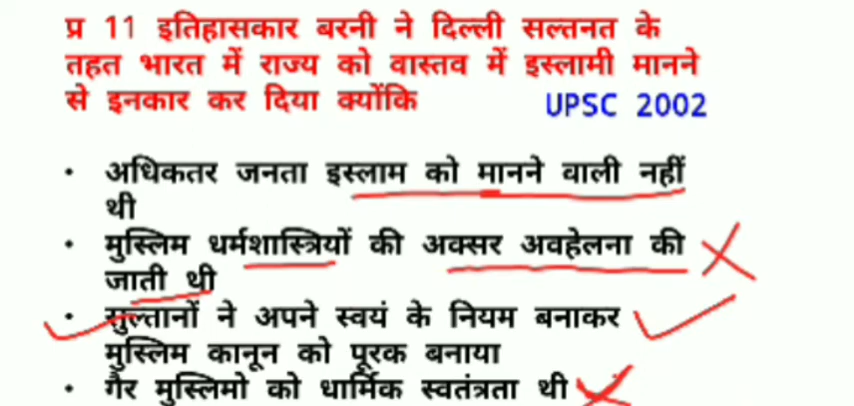 प्र 11 इतिहासकार बरनी ने दिल्ली सल्तनत के
तहत भारत में राज्य को वास्तव में इस्लामी मानने
से इनकार कर दिया क्योंकि UPSC 2002
• अधिकतर जनता इस्लाम को मानने वाली नहीं
थी
• मुस्लिम धर्मशास्त्रियों की अक्सर अवहेलना की
जाती थी
• सुल्तानों ने अपने स्वयं के नियम बनाकर
मुस्लिम कानून को पूरक बनाया
• गैर मुस्लिमो को धार्मिक स्वतंत्रता थी